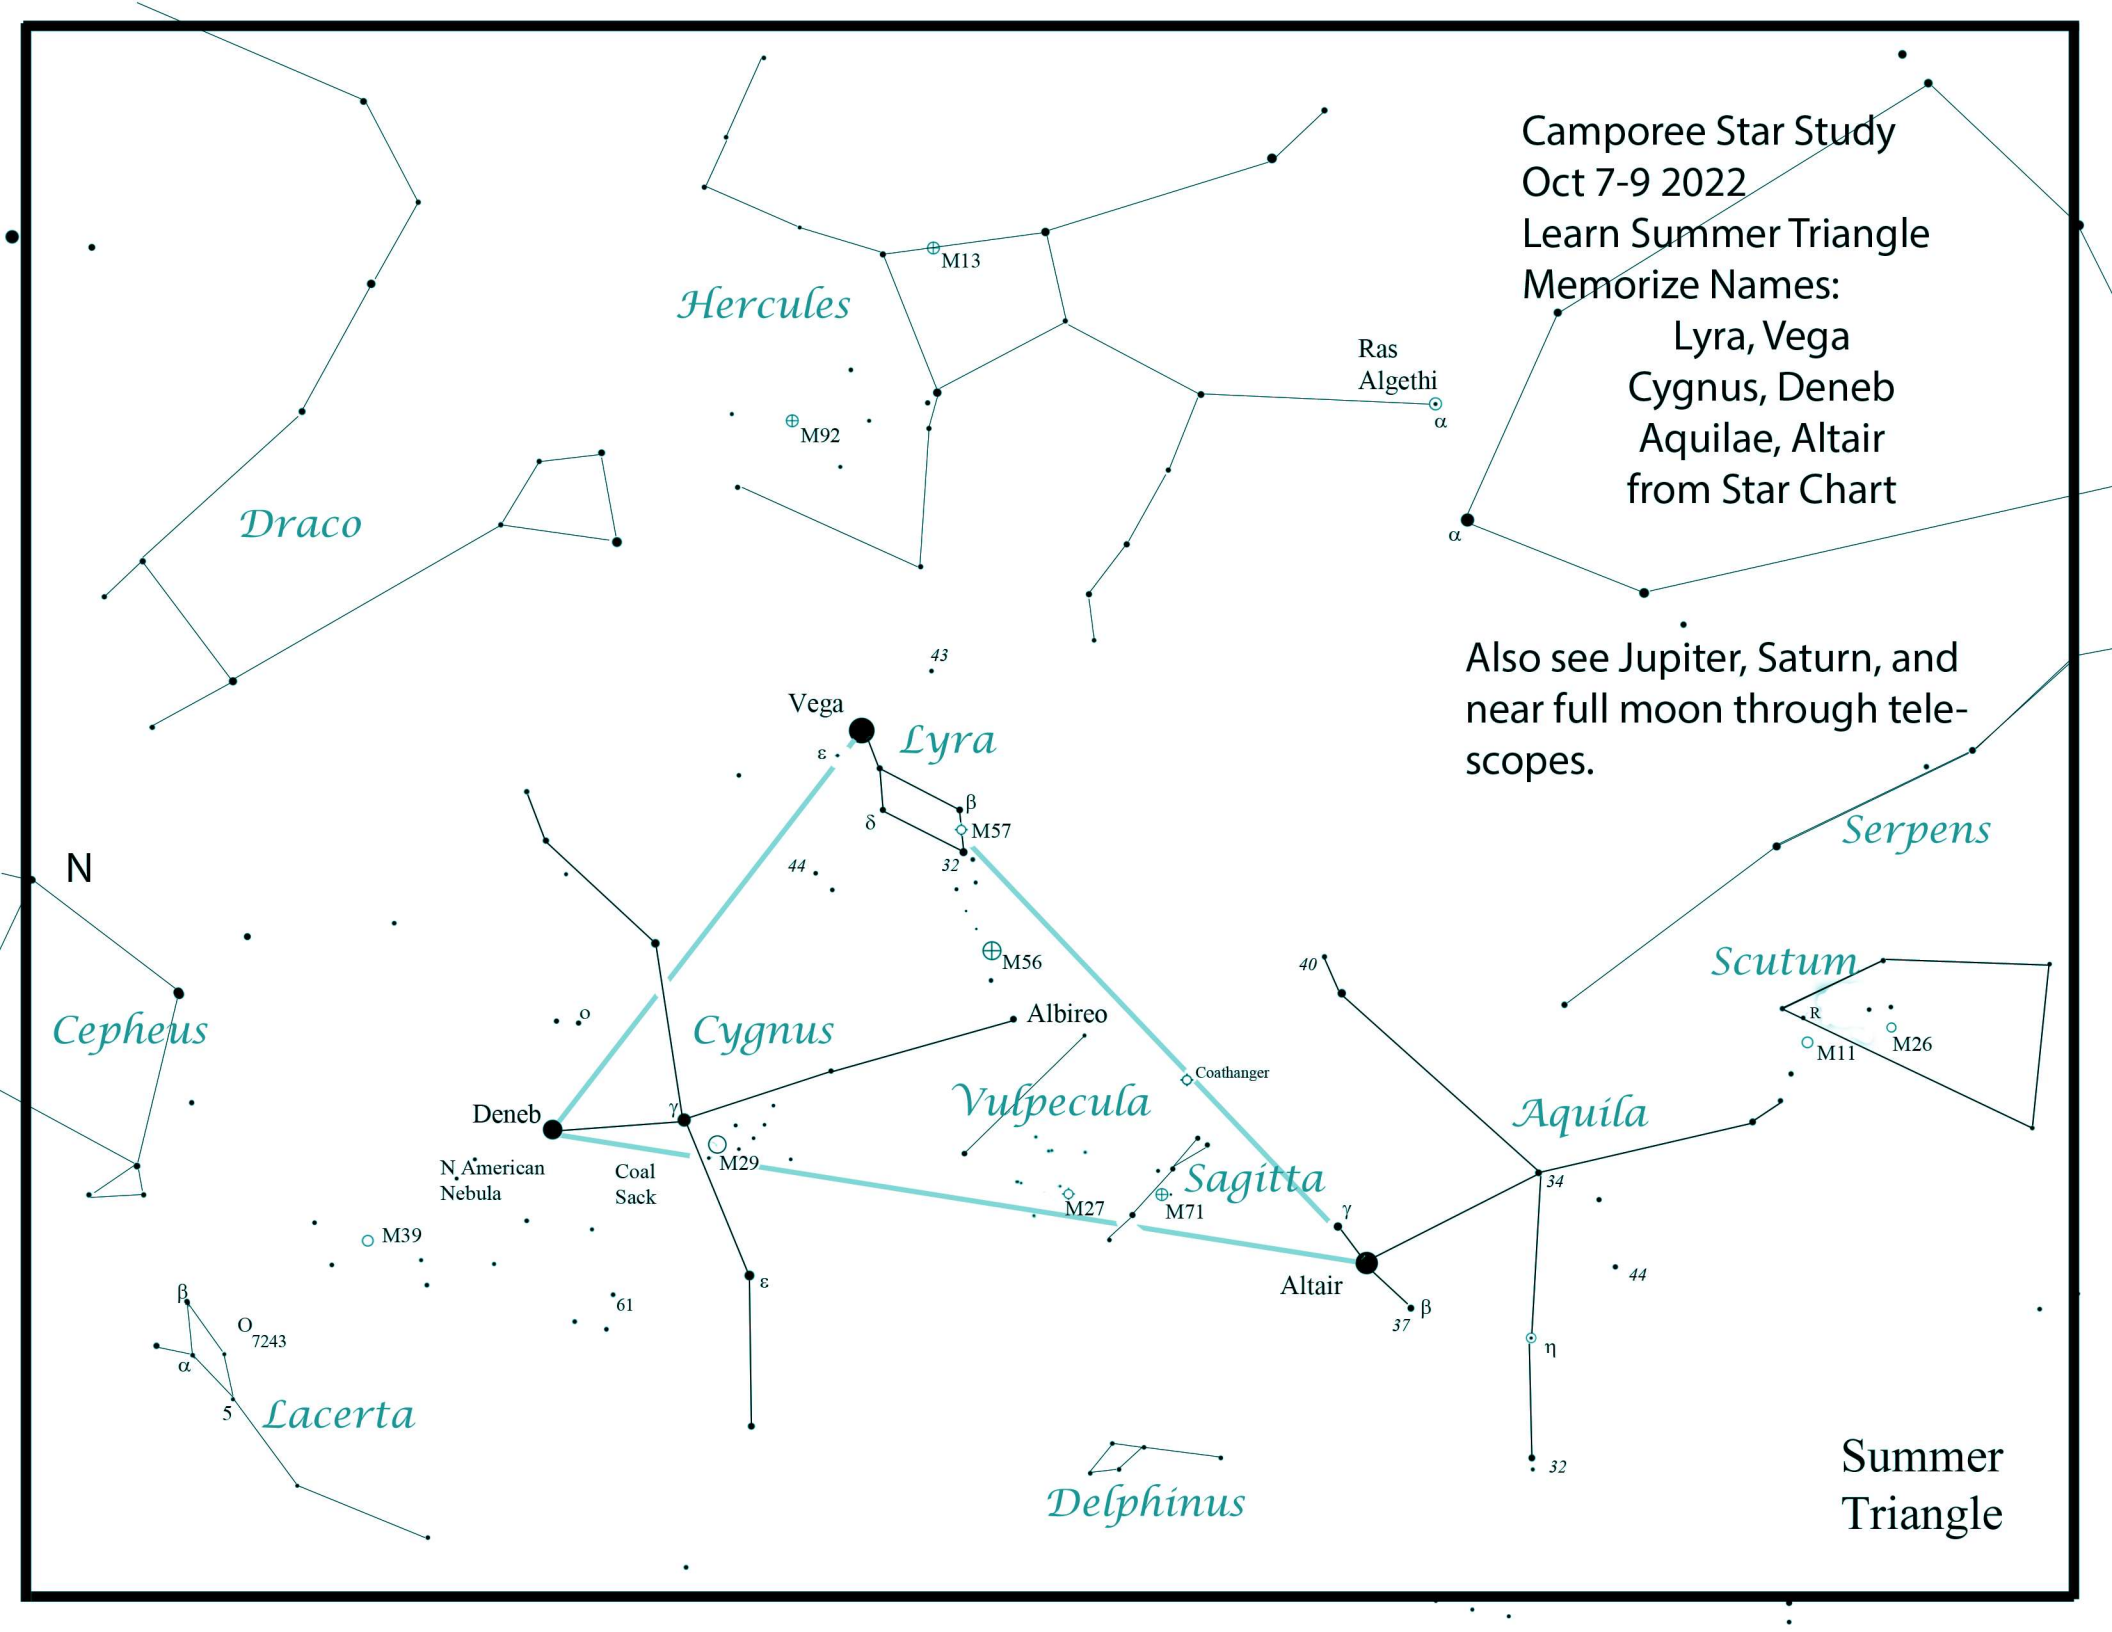 Camporee Star Study
Oct 7-9 2022
Learn Summer Triangle
Memorize Names:
Lyra, Vega
Cygnus, Deneb
Aquilae, Altair
from Star Chart
M13
Hercules
Ras
Algethi
α
M92
Draco
α
43
Also see Jupiter, Saturn, and
near full moon through tele-
scopes.
Vega
Lyra
ε
β
δ
M57
32
44
Serpens
N
M56
40
Scutum
Cepheus
ο
Cygnus
Albireo
R
M11
M26
Coathanger
Vulpecula
Aquila
Deneb
γ
M29
N American
Nebula
Coal
Sack
Sagitta
34
M27
M71
γ
M39
Altair
44
ε
β
37
61
β
O
7243
α
η
5
Lacerta
Summer
Triangle
32
Delphinus